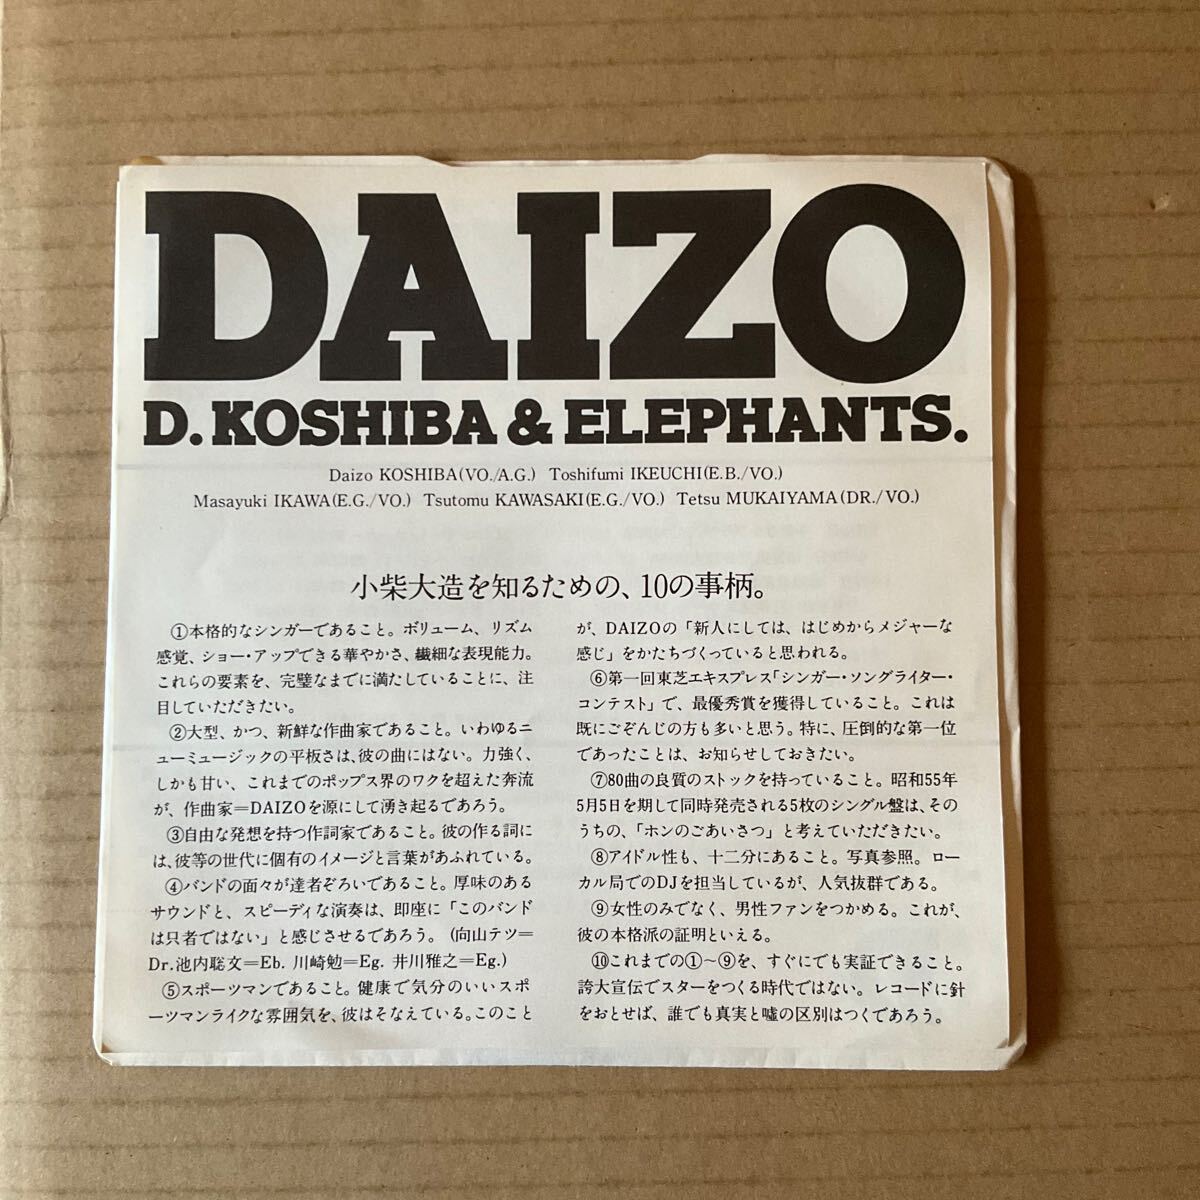 DAIZO
D. KOSHIBA & ELEPHANTS.
Daizo KOSHIBA(VO./A.G.) Toshifumi IKEUCHI(E.B./VO.)
Masayuki IKAWA(E.G./VO.) Tsutomu KAWASAKI(E.G./VO.) Tetsu MUKAIYAMA(DR./VO.)
小柴大造を知るための、10の事柄。
①本格的なシンガーであること。ボリューム、リズム
感覚、ショー・アップできる華やかさ、繊細な表現能力。
これらの要素を、完璧なまでに満たしていることに、注
目していただきたい。
②大型、かつ、新鮮な作曲家であること。いわゆるニ
ューミュージックの平板さは、彼の曲にはない。力強く、
しかも甘い、これまでのポップス界のワクを超えた奔流
が、作曲家＝DAIZOを源にして湧き起るであろう。
③自由な発想を持つ作詞家であること。彼の作る詞に
は、彼等の世代に個有のイメージと言葉があふれている。
④バンドの面々が達者ぞろいであること。厚味のある
サウンドと、スピーディな演奏は、即座に「このバンド
は只者ではない」と感じさせるであろう。(向山テツ＝
Dr.池内聡文＝Eb. 川崎勉＝Eg. 井川雅之＝Eg.)
⑤スポーツマンであること。健康で気分のいいスポ
ーツマンライクな雰囲気を、彼はそなえている。このこと
が、DAIZOの「新人にしては、はじめからメジャーな
感じ」をかたちづくっていると思われる。
⑥第一回東芝エキスプレス「シンガー・ソングライター・
コンテスト」で、最優秀賞を獲得していること。これは
既にごぞんじの方も多いと思う。特に、圧倒的な第一位
であったことは、お知らせしておきたい。
⑦80曲の良質のストックを持っていること。昭和55年
5月5日を期して同時発売される5枚のシングル盤は、その
うちの、「ホンのごあいさつ」と考えていただきたい。
⑧アイドル性も、十二分にあること。写真参照。ロー
カル局でのDJを担当しているが、人気抜群である。
⑨女性のみでなく、男性ファンをつかめる。これが、
彼の本格派の証明といえる。
⑩これまでの①～⑨を、すぐにでも実証できること。
誇大宣伝でスターをつくる時代ではない。レコードに針
をおとせば、誰でも真実と嘘の区別はつくであろう。